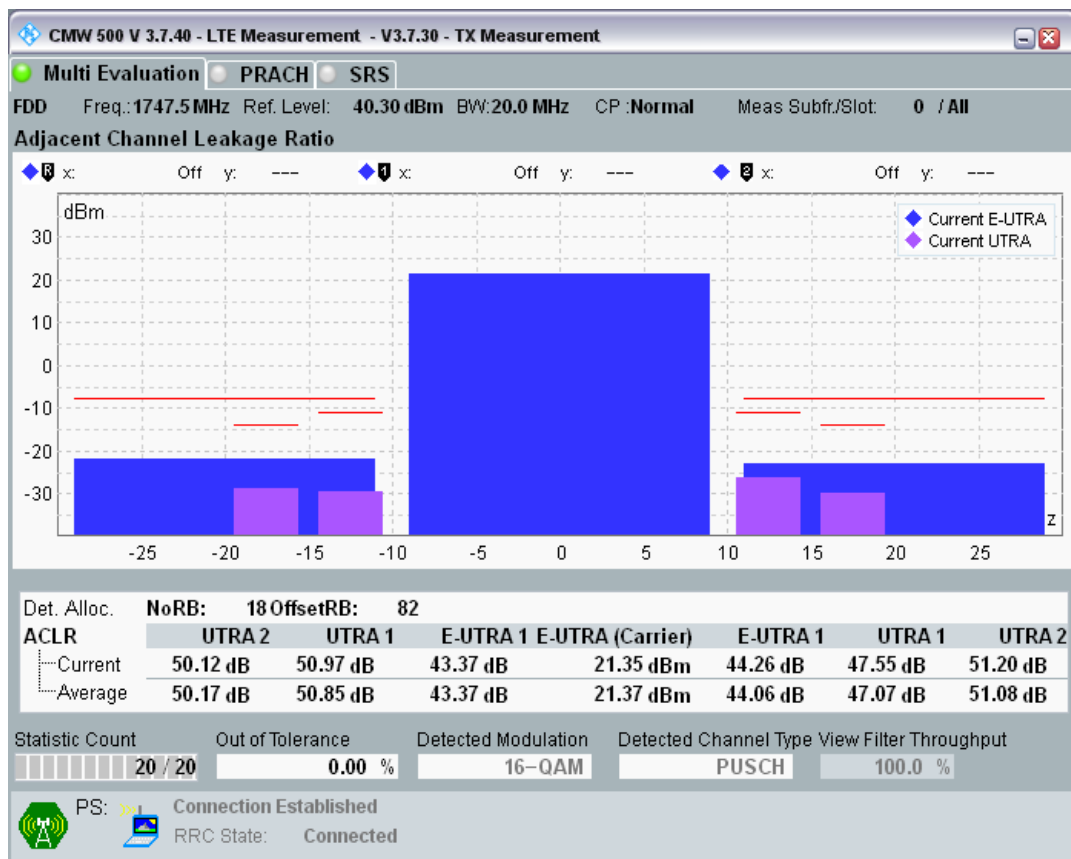 CMW 500 V 3.7.40 - LTE Measurement - V3.7.30 - TX Measurement
Multi Evaluation PRACH SRS
FDD Freq.:1747.5 MHz Ref. Level: 40.30 dBm BW:20.0 MHz CP :Normal Meas Subfr./Slot: 0 / All
Adjacent Channel Leakage Ratio
R x: Off y: --- 1 x: Off y: --- 2 x: Off y: ---
dBm
Current E-UTRA
Current UTRA
30
20
10
0
-10
-20
-30
z
-25 -20 -15 -10 -5 0 5 10 15 20 25
Det. Alloc. NoRB: 18 OffsetRB: 82
ACLR UTRA 2 UTRA 1 E-UTRA 1 E-UTRA (Carrier) E-UTRA 1 UTRA 1 UTRA 2
Current 50.12 dB 50.97 dB 43.37 dB 21.35 dBm 44.26 dB 47.55 dB 51.20 dB
Average 50.17 dB 50.85 dB 43.37 dB 21.37 dBm 44.06 dB 47.07 dB 51.08 dB
Statistic Count Out of Tolerance Detected Modulation Detected Channel Type View Filter Throughput
20 / 20 0.00 % 16-QAM PUSCH 100.0 %
PS: Connection Established
RRC State: Connected